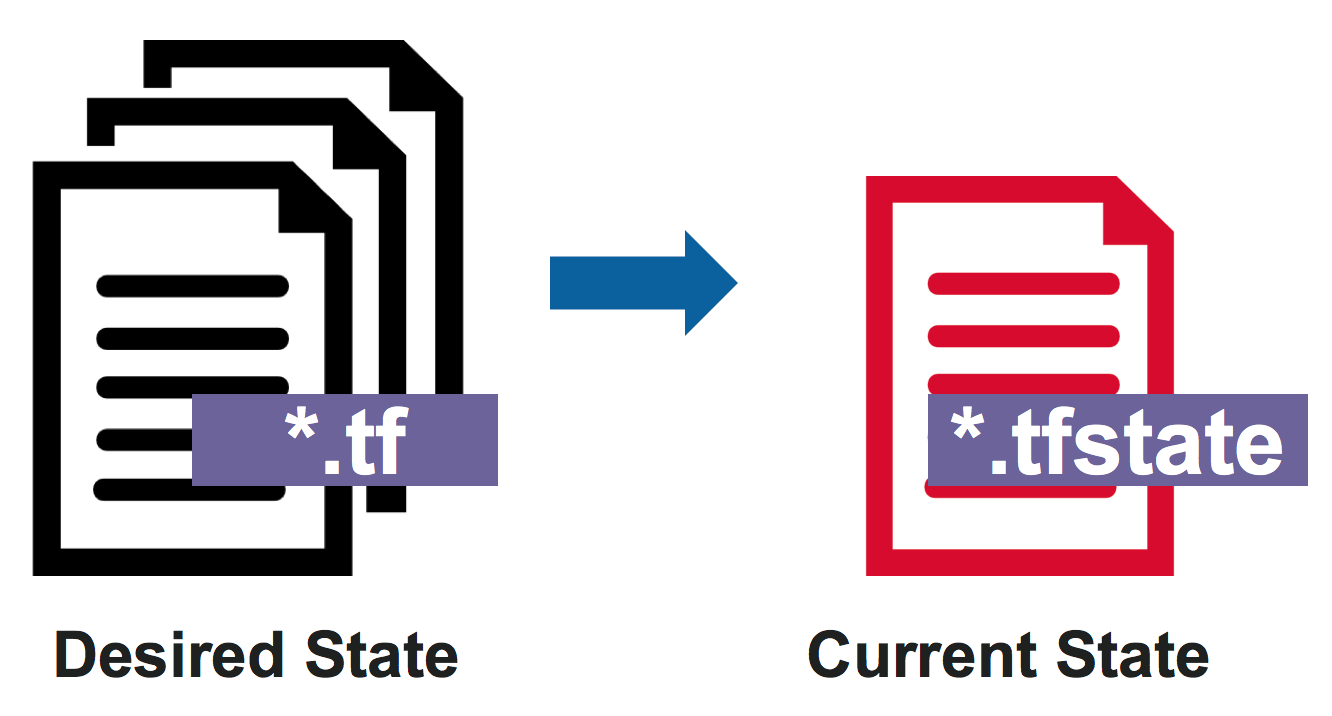 *.tf
*.tfstate
Desired State
Current State